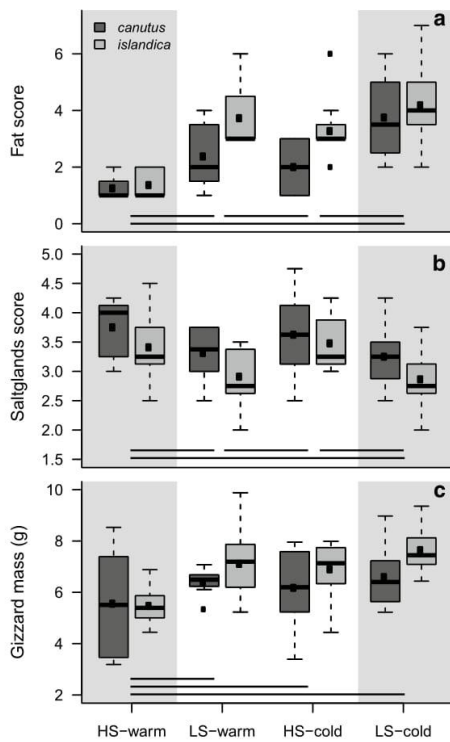 a
canutus
islandica
Fat score
6
4
2
0
b
Saltglands score
5.0
4.5
4.0
3.5
3.0
2.5
2.0
1.5
c
Gizzard mass (g)
10
8
6
4
2
HS-warm LS-warm HS-cold LS-cold